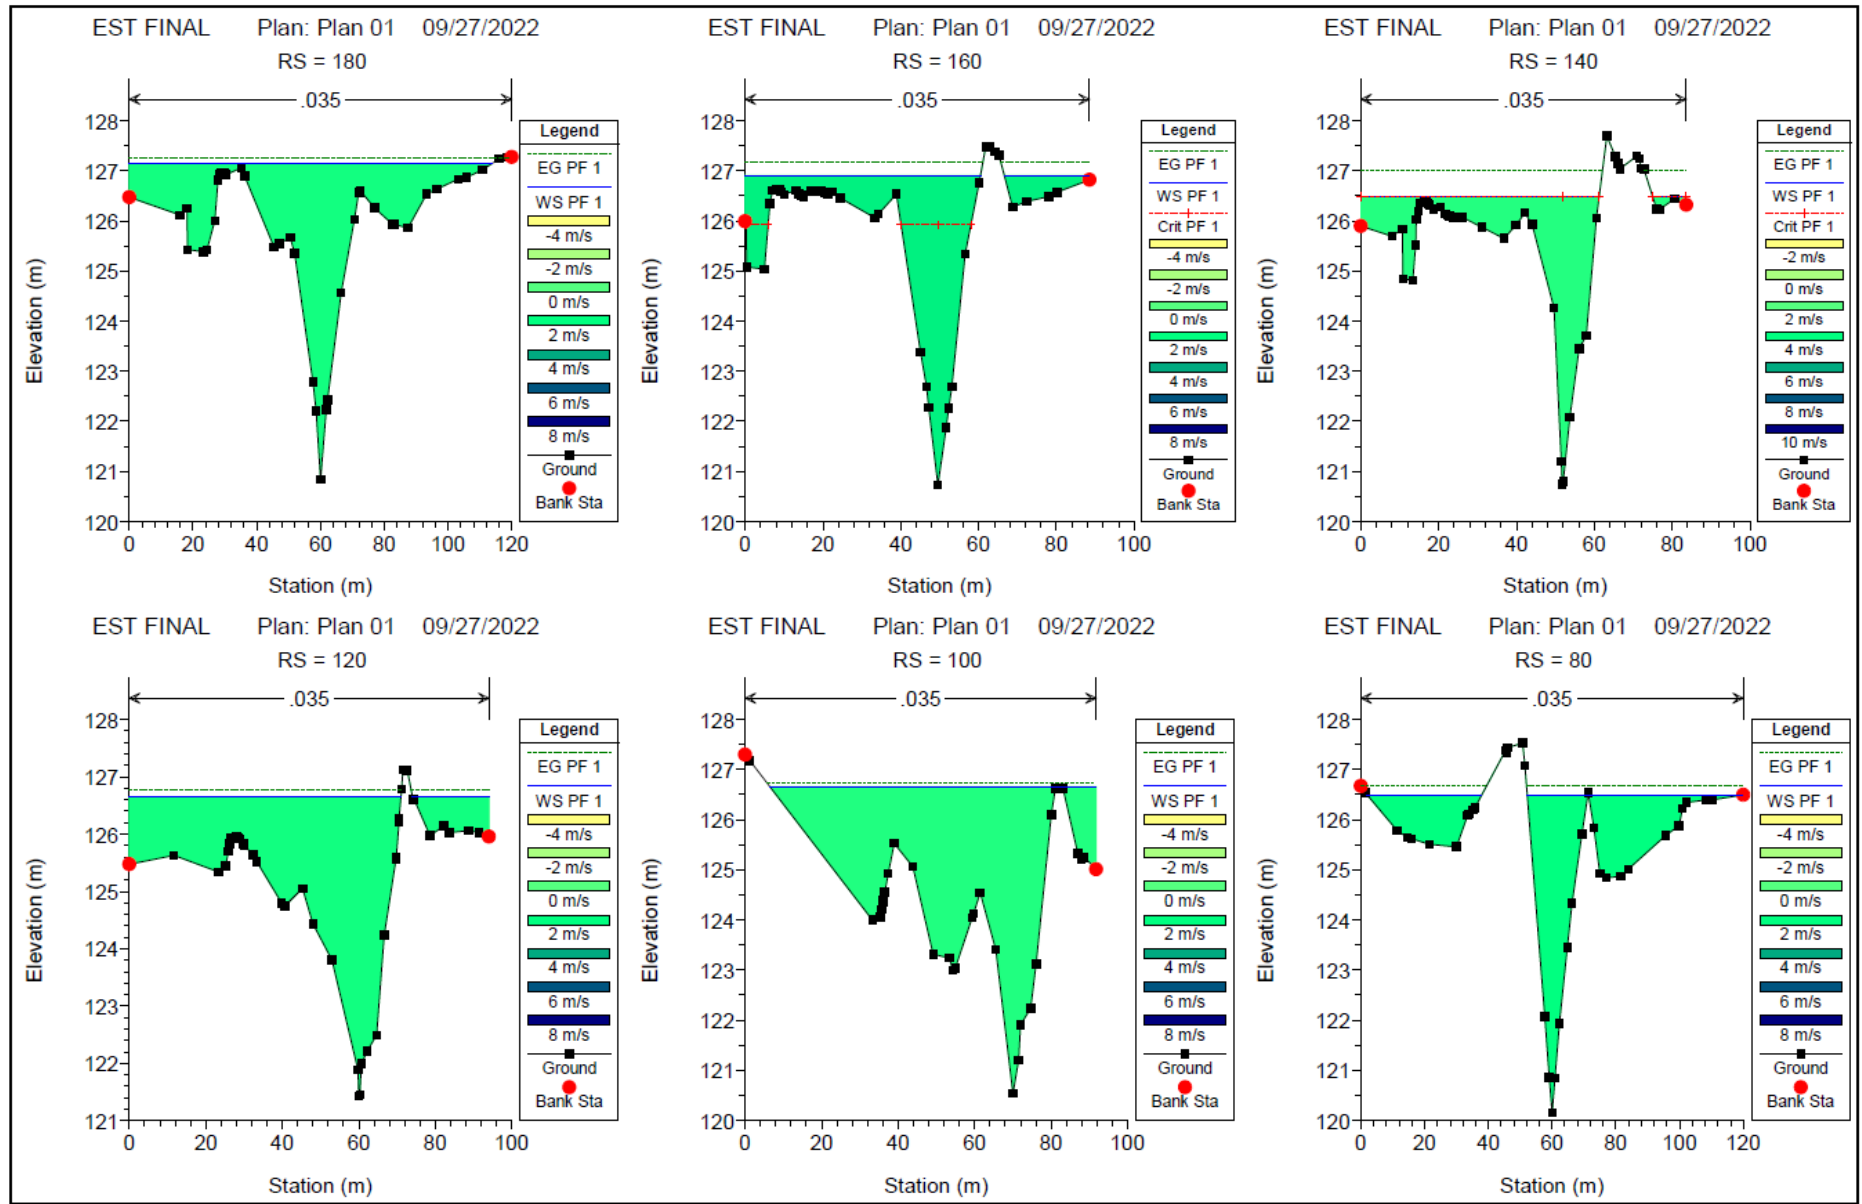 EST FINAL Plan: Plan 01 09/27/2022
RS = 180
.035
Legend
EG PF 1
WS PF 1
-4 m/s
-2 m/s
0 m/s
2 m/s
4 m/s
6 m/s
8 m/s
Ground
Bank Sta
128
127
126
125
124
123
122
121
120
Elevation (m)
0 20 40 60 80 100 120
Station (m)
EST FINAL Plan: Plan 01 09/27/2022
RS = 160
.035
Legend
EG PF 1
WS PF 1
Crit PF 1
-4 m/s
-2 m/s
0 m/s
2 m/s
4 m/s
6 m/s
8 m/s
Ground
Bank Sta
128
127
126
125
124
123
122
121
120
Elevation (m)
0 20 40 60 80 100
Station (m)
EST FINAL Plan: Plan 01 09/27/2022
RS = 140
.035
Legend
EG PF 1
WS PF 1
Crit PF 1
-2 m/s
0 m/s
2 m/s
4 m/s
6 m/s
8 m/s
10 m/s
Ground
Bank Sta
128
127
126
125
124
123
122
121
120
Elevation (m)
0 20 40 60 80 100
Station (m)
EST FINAL Plan: Plan 01 09/27/2022
RS = 120
.035
Legend
EG PF 1
WS PF 1
-4 m/s
-2 m/s
0 m/s
2 m/s
4 m/s
6 m/s
8 m/s
Ground
Bank Sta
128
127
126
125
124
123
122
121
Elevation (m)
0 20 40 60 80 100
Station (m)
EST FINAL Plan: Plan 01 09/27/2022
RS = 100
.035
Legend
EG PF 1
WS PF 1
-4 m/s
-2 m/s
0 m/s
2 m/s
4 m/s
6 m/s
8 m/s
Ground
Bank Sta
128
127
126
125
124
123
122
121
120
Elevation (m)
0 20 40 60 80 100
Station (m)
EST FINAL Plan: Plan 01 09/27/2022
RS = 80
.035
Legend
EG PF 1
WS PF 1
-4 m/s
-2 m/s
0 m/s
2 m/s
4 m/s
6 m/s
8 m/s
Ground
Bank Sta
128
127
126
125
124
123
122
121
120
Elevation (m)
0 20 40 60 80 100 120
Station (m)